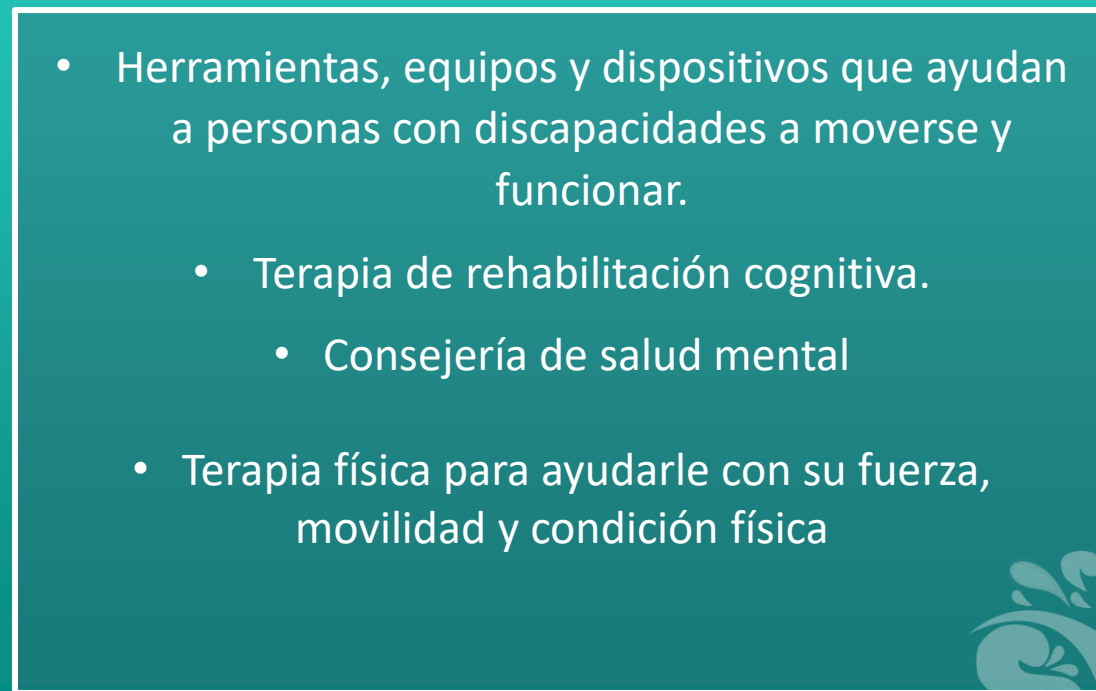 • Herramientas, equipos y dispositivos que ayudan
a personas con discapacidades a moverse y
funcionar.
• Terapia de rehabilitación cognitiva.
• Consejería de salud mental
• Terapia física para ayudarle con su fuerza,
movilidad y condición física